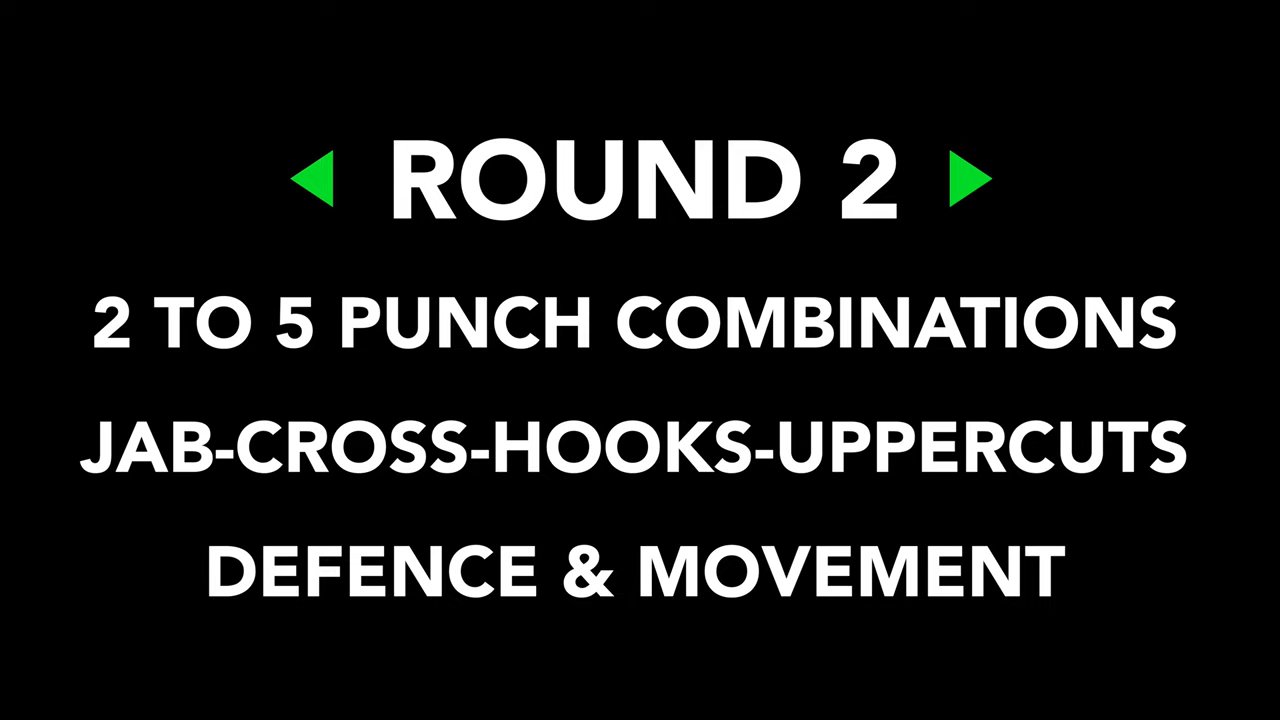 ROUND 2
2 TO 5 PUNCH COMBINATIONS
JAB-CROSS-HOOKS-UPPERCUTS
DEFENCE & MOVEMENT